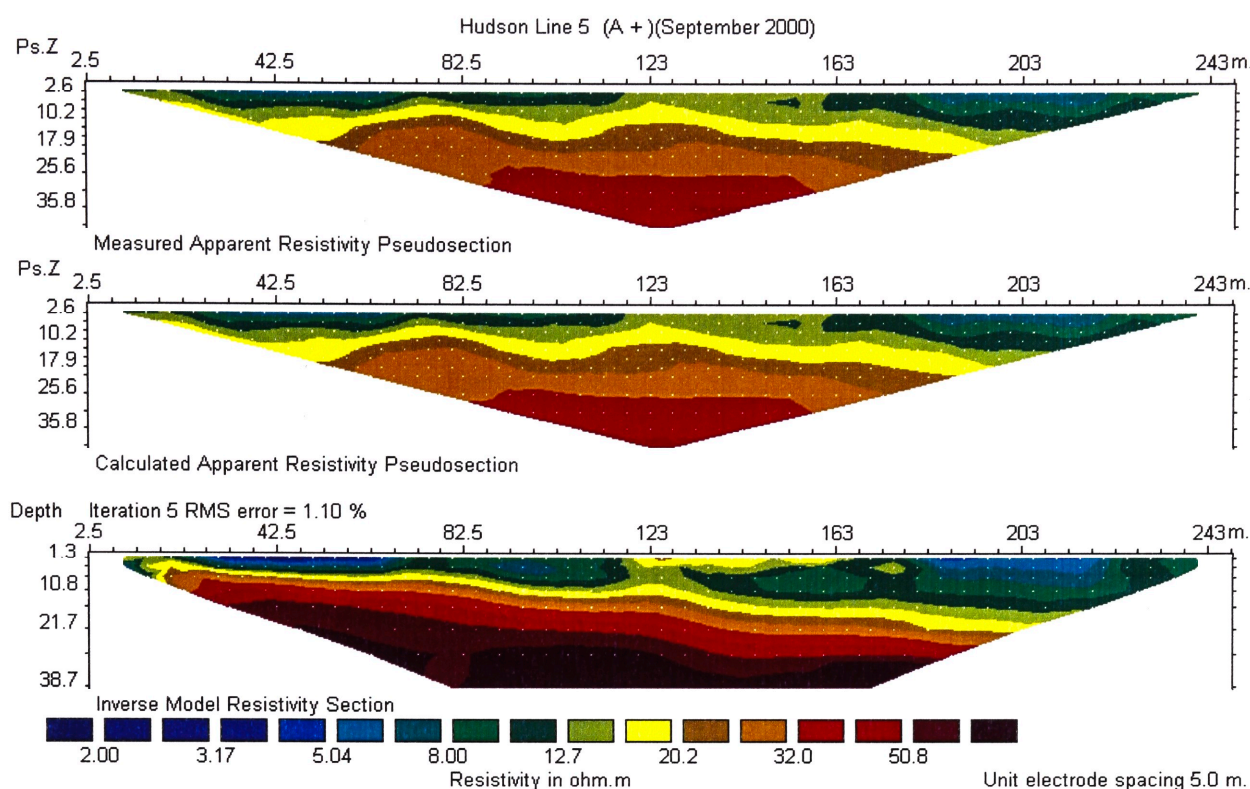 Hudson Line 5 (A + )(September 2000)
Ps.Z
2.5 42.5 82.5 123 163 203 243 m.
2.6
10.2
17.9
25.6
35.8
Measured Apparent Resistivity Pseudosection
Ps.Z
2.5 42.5 82.5 123 163 203 243 m.
2.6
10.2
17.9
25.6
35.8
Calculated Apparent Resistivity Pseudosection
Depth Iteration 5 RMS error = 1.10 %
2.5 42.5 82.5 123 163 203 243 m.
1.3
10.8
21.7
38.7
Inverse Model Resistivity Section
2.00 3.17 5.04 8.00 12.7 20.2 32.0 50.8
Resistivity in ohm.m Unit electrode spacing 5.0 m.